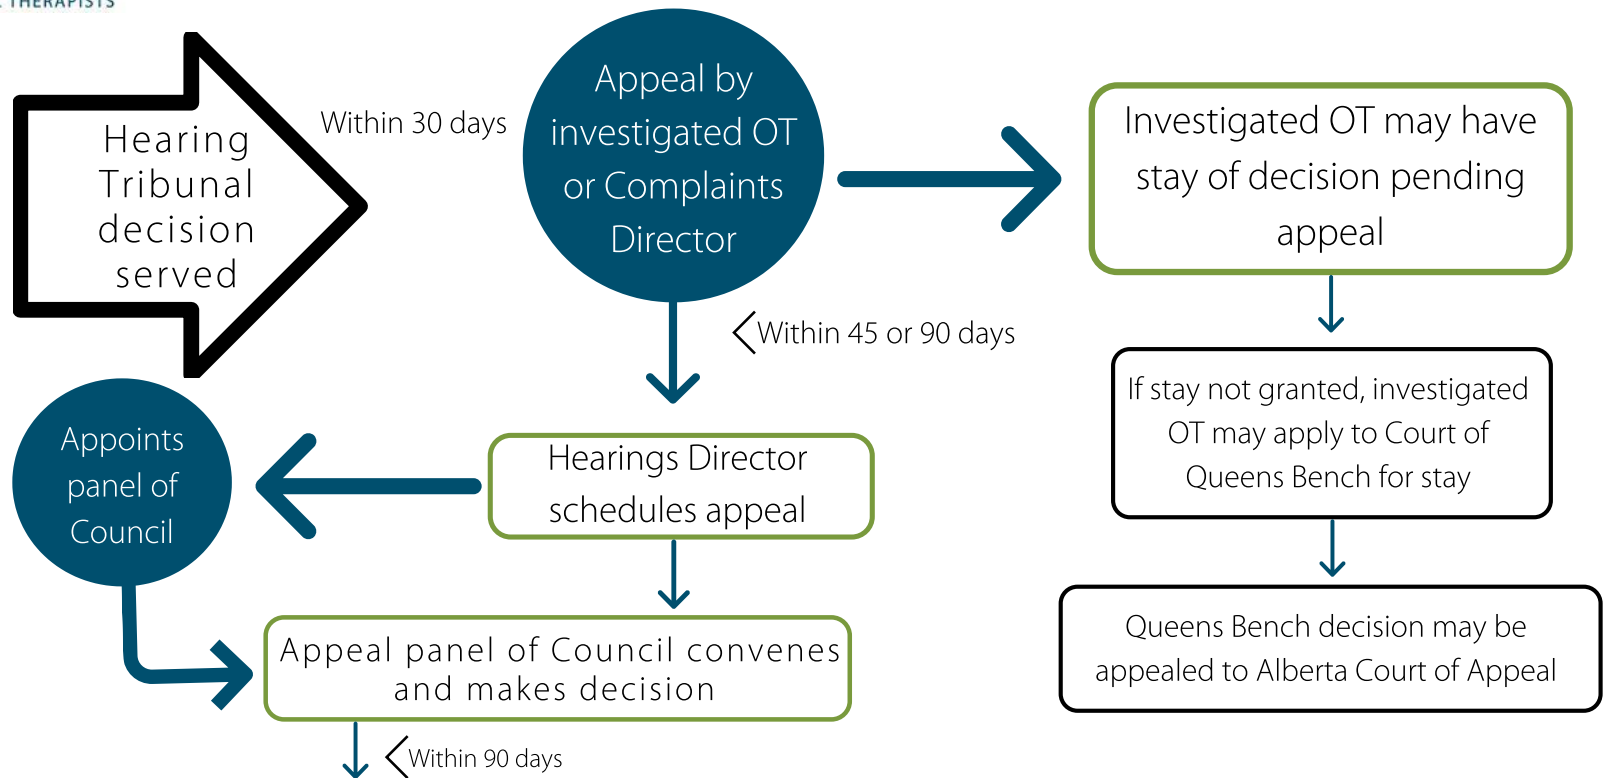 THERAPISTS
Hearing
Tribunal
decision
served
Within 30 days
Appeal by
investigated OT
or Complaints
Director
Investigated OT may have
stay of decision pending
appeal
Within 45 or 90 days
If stay not granted, investigated
OT may apply to Court of
Queens Bench for stay
Queens Bench decision may be
appealed to Alberta Court of Appeal
Hearings Director
schedules appeal
Appoints
panel of
Council
Appeal panel of Council convenes
and makes decision
Within 90 days